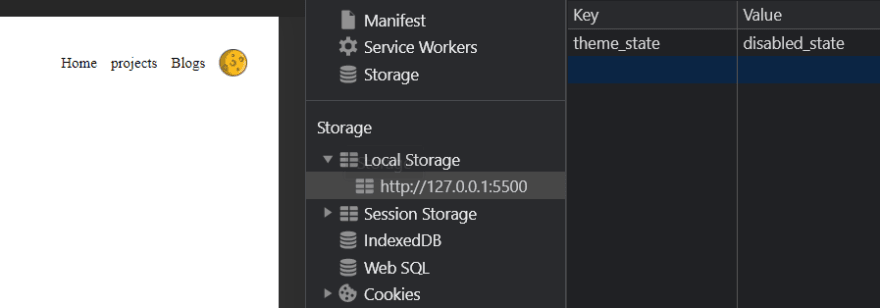 Home projects Blogs
Manifest
Service Workers
Storage
Storage
Local Storage
http://127.0.0.1:5500
Session Storage
IndexedDB
Web SQL
Cookies
Key Value
theme_state disabled_state